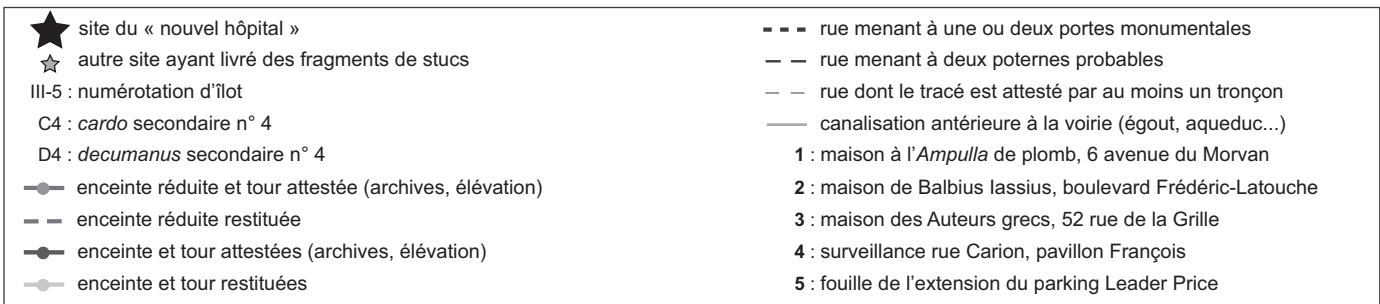 site du « nouvel hôpital »
autre site ayant livré des fragments de stucs
III-5 : numérotation d’îlot
C4 : cardo secondaire n° 4
D4 : decumanus secondaire n° 4
enceinte réduite et tour attestée (archives, élévation)
enceinte réduite restituée
enceinte et tour attestées (archives, élévation)
enceinte et tour restituées
rue menant à une ou deux portes monumentales
rue menant à deux poternes probables
rue dont le tracé est attesté par au moins un tronçon
canalisation antérieure à la voirie (égout, aqueduc...)
1 : maison à l’Ampulla de plomb, 6 avenue du Morvan
2 : maison de Balbius Iassius, boulevard Frédéric-Latouche
3 : maison des Auteurs grecs, 52 rue de la Grille
4 : surveillance rue Carion, pavillon François
5 : fouille de l’extension du parking Leader Price